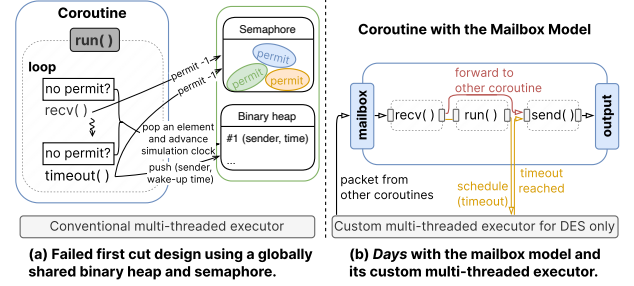 Coroutine
run()
loop
no permit?
recv()
no permit?
timeout()
permit -1
permit -1
pop an element
and advance
simulation clock
push (sender,
wake-up time)
Semaphore
permit
permit
permit
Binary heap
#1 (sender, time)
...
Conventional multi-threaded executor
(a) Failed first cut design using a globally
shared binary heap and semaphore.
Coroutine with the Mailbox Model
forward to
other coroutine
mailbox
recv()
run()
send()
output
packet from
other coroutines
schedule
(timeout)
timeout
reached
Custom multi-threaded executor for DES only
(b) Days with the mailbox model and
its custom multi-threaded executor.